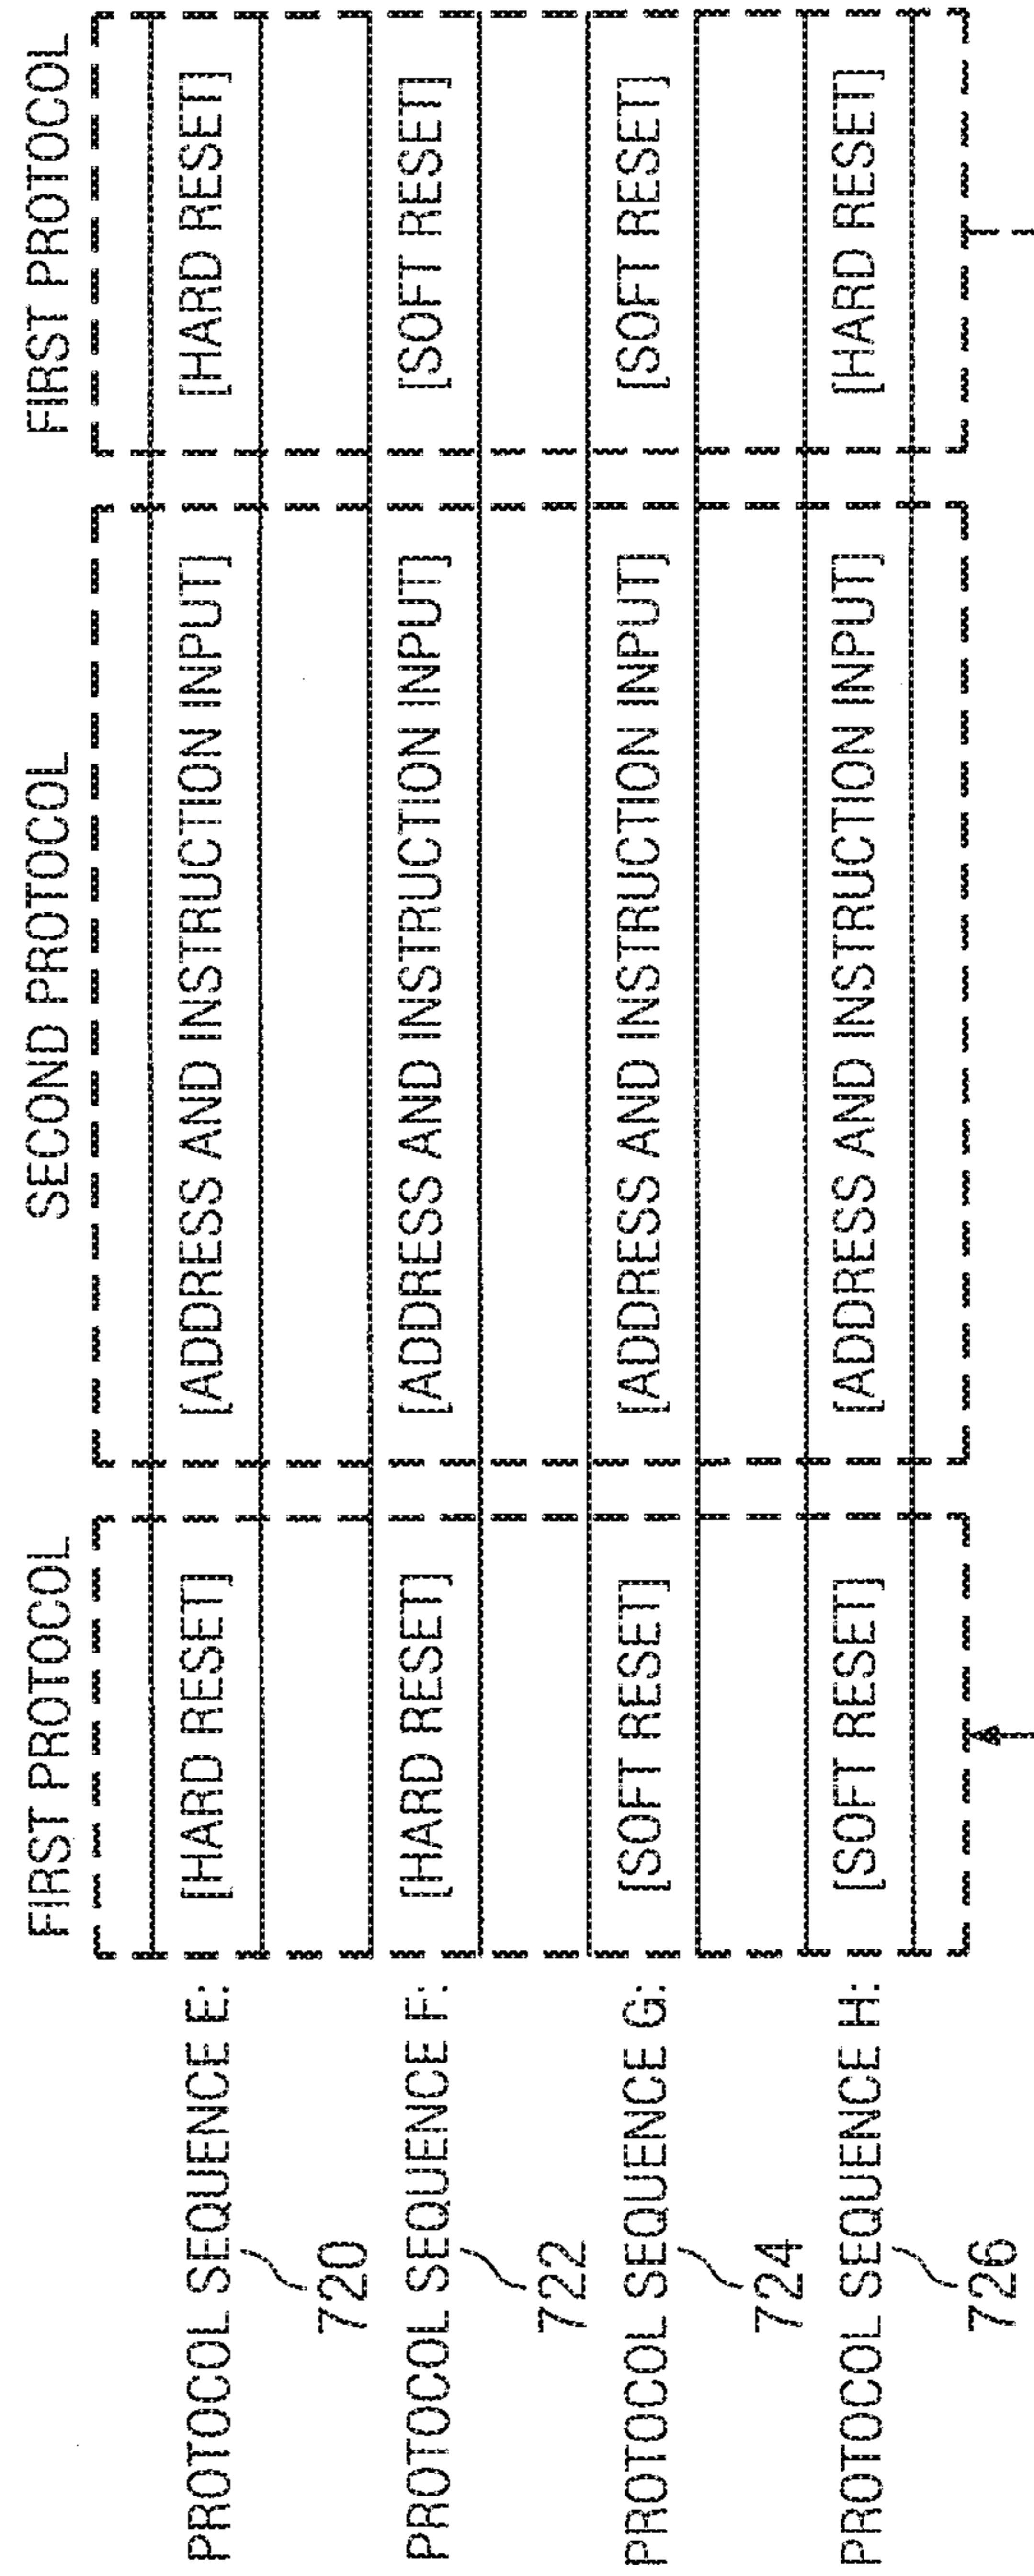 FIRST PROTOCOL SECOND PROTOCOL FIRST PROTOCOL
PROTOCOL SEQUENCE E: [HARD RESET] [ADDRESS AND INSTRUCTION INPUT] [HARD RESET]
720
PROTOCOL SEQUENCE F: [HARD RESET] [ADDRESS AND INSTRUCTION INPUT] [SOFT RESET]
722
PROTOCOL SEQUENCE G: [SOFT RESET] [ADDRESS AND INSTRUCTION INPUT] [SOFT RESET]
724
PROTOCOL SEQUENCE H: [SOFT RESET] [ADDRESS AND INSTRUCTION INPUT] [HARD RESET]
726